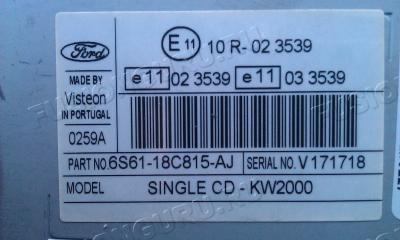 Ford
E 11 10 R- 02 3539
e 11 02 3539 e 11 03 3539
MADE BY
Visteon
IN PORTUGAL
0259A
PART NO. 6S61-18C815-AJ SERIAL NO. V 171718
MODEL SINGLE CD - KW2000